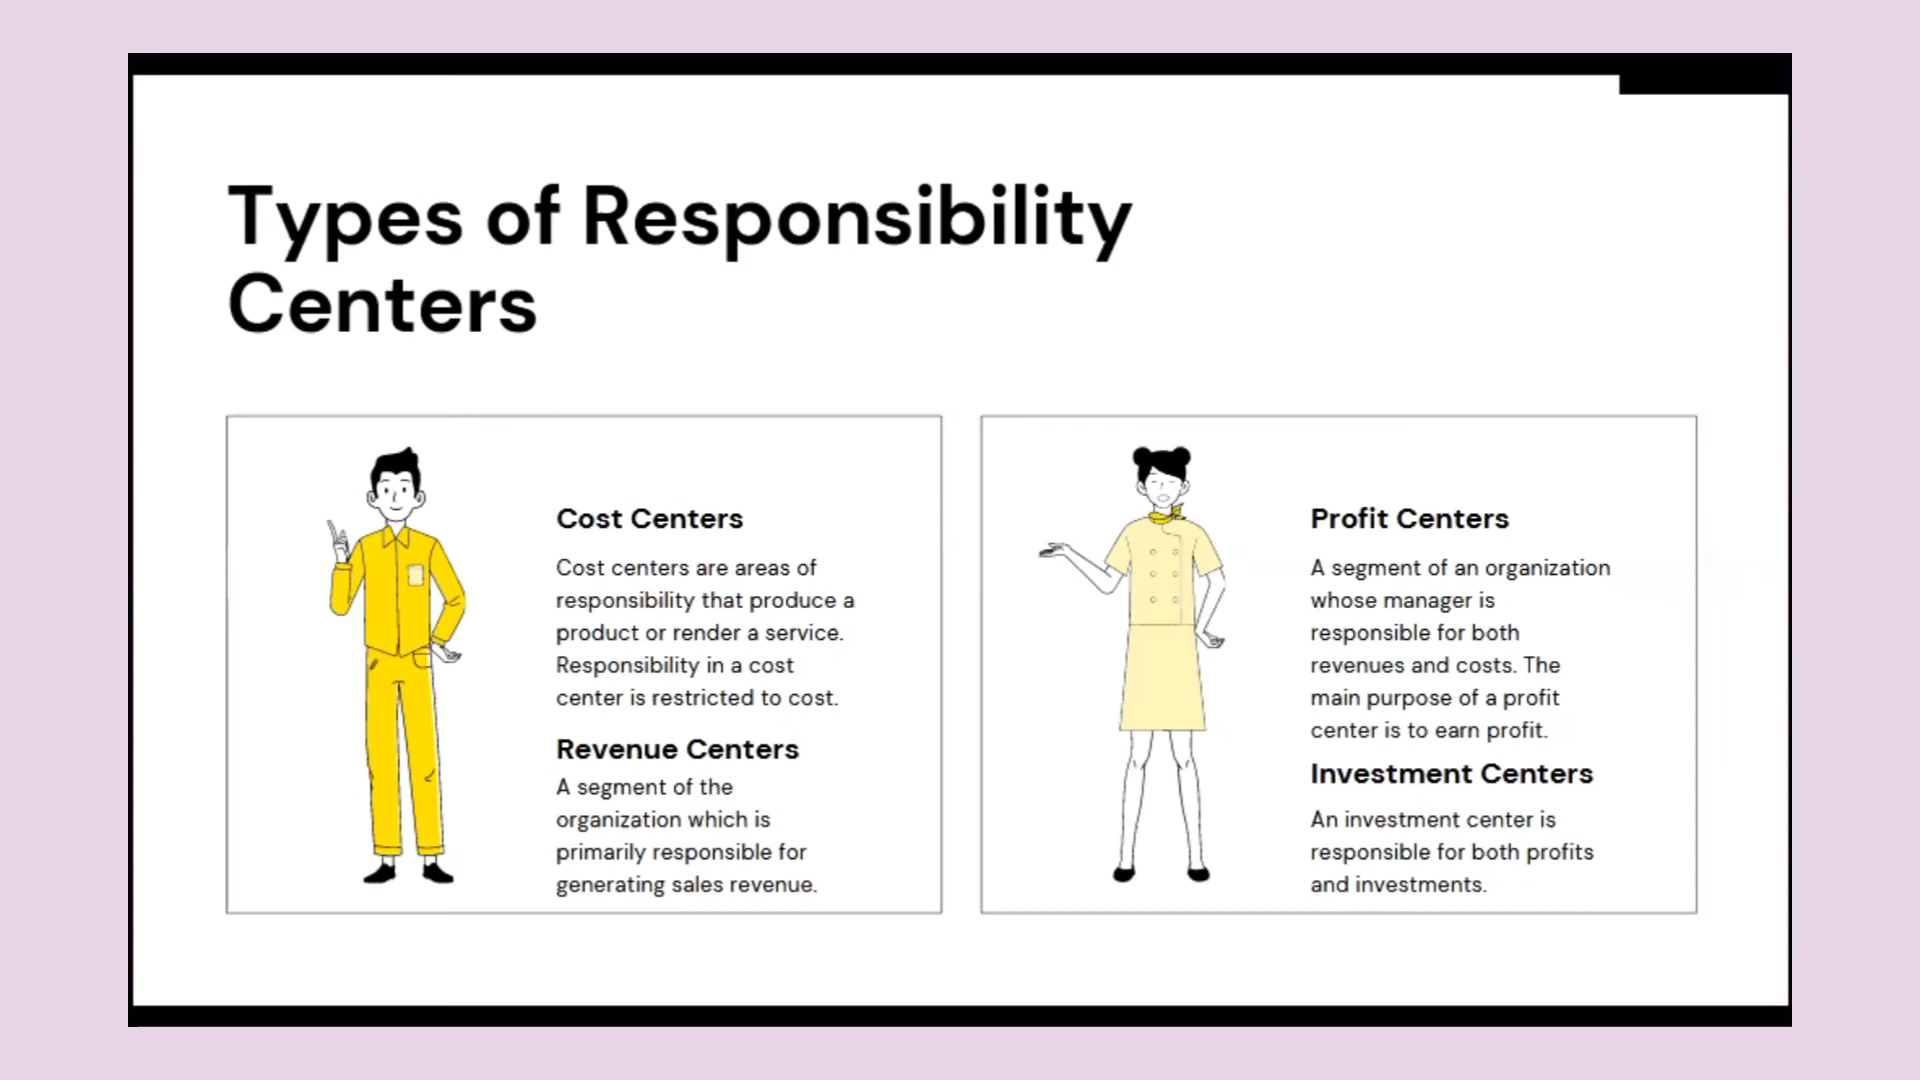 Types of Responsibility
Centers
Cost Centers
Cost centers are areas of
responsibility that produce a
product or render a service.
Responsibility in a cost
center is restricted to cost.
Revenue Centers
A segment of the
organization which is
primarily responsible for
generating sales revenue.
Profit Centers
A segment of an organization
whose manager is
responsible for both
revenues and costs. The
main purpose of a profit
center is to earn profit.
Investment Centers
An investment center is
responsible for both profits
and investments.